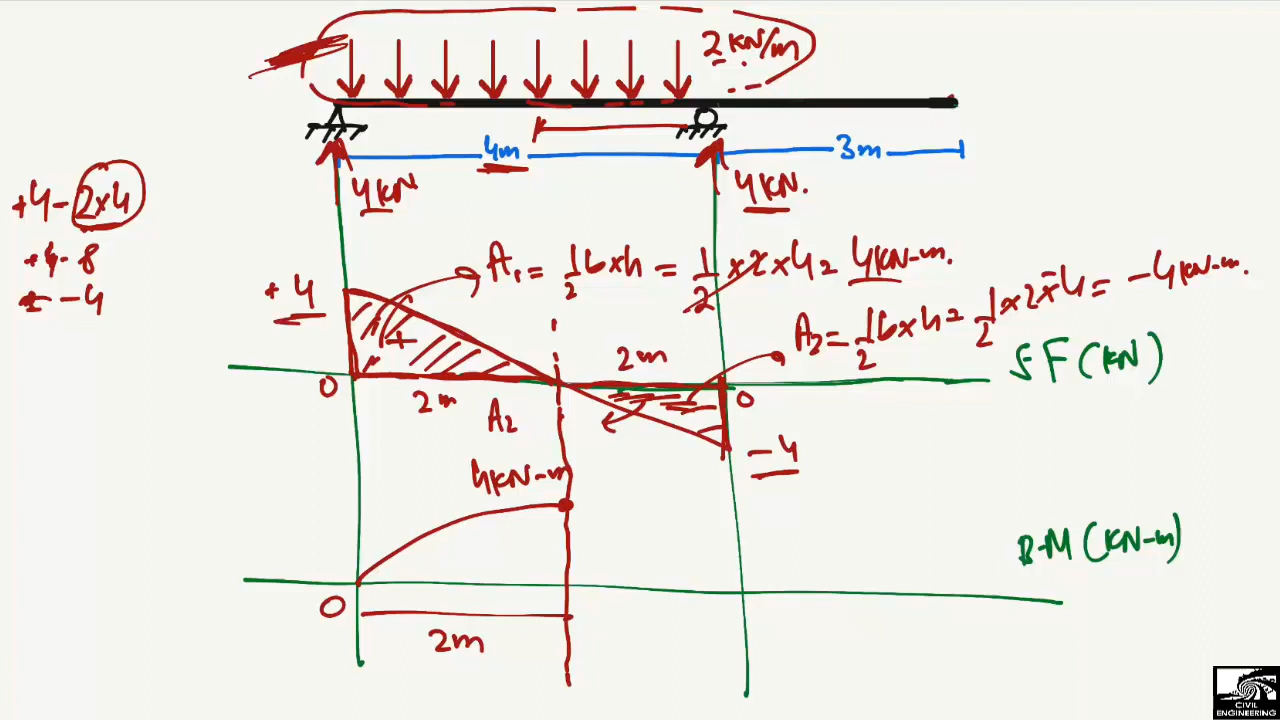 2 KN/m
4m
3m
4KN
4KN.
+4-2x4
+4-8
-4
A₁ = 1/2 b x h = 1/2 x 2 x 4 = 4KN-m.
+4
A₂ = 1/2 b x h = 1/2 x 2 x -4 = -4KN-m.
+
2m
S F (KN)
0
2m
0
A₂
-4
4KN-m
B.M (KN-m)
0
2m
CIVIL
ENGINEERING